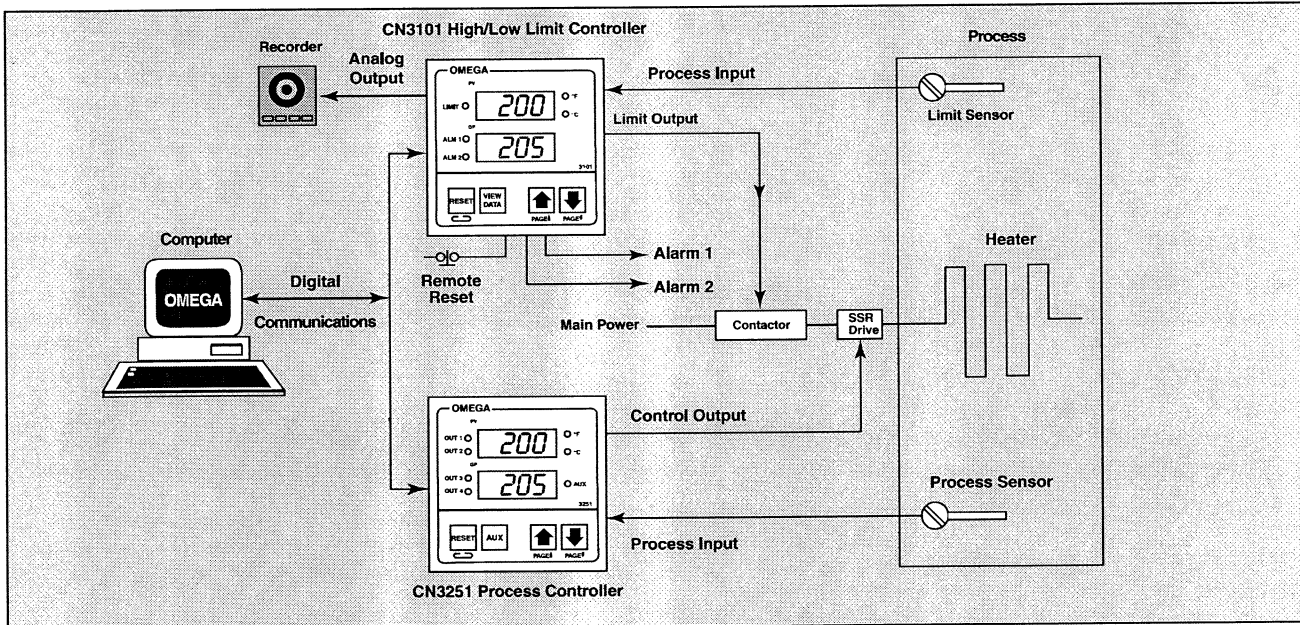 CN3101 High/Low Limit Controller
Recorder
Analog
Output
OMEGA
PV
LIMIT
200
°F
°C
SP
ALM 1
ALM 2
205
3101
RESET
VIEW
DATA
PAGE
PAGE
Process Input
Limit Output
Process
Limit Sensor
Computer
OMEGA
Digital
Communications
Remote
Reset
Alarm 1
Alarm 2
Heater
Main Power
Contactor
SSR
Drive
OMEGA
PV
OUT 1
OUT 2
200
°F
°C
SP
OUT 3
OUT 4
205
AUX
3251
RESET
AUX
PAGE
PAGE
Control Output
Process Sensor
Process Input
CN3251 Process Controller